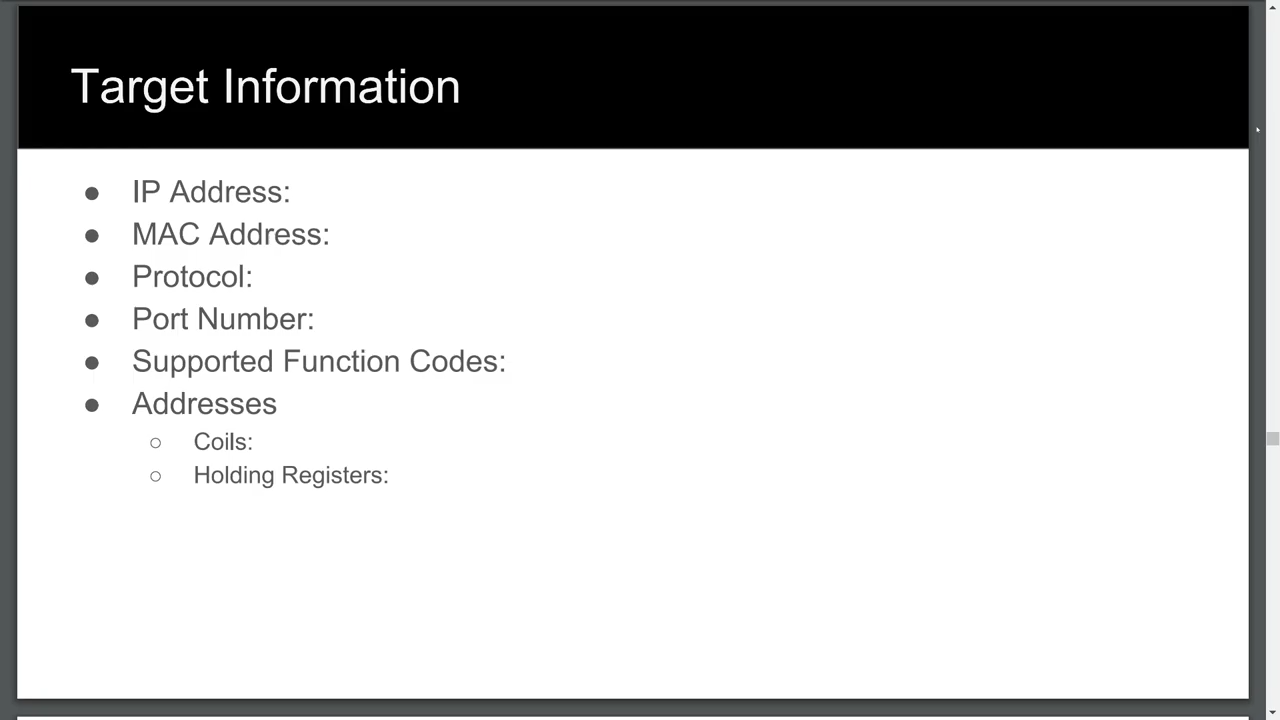 Target Information
● IP Address:
● MAC Address:
● Protocol:
● Port Number:
● Supported Function Codes:
● Addresses
○ Coils:
○ Holding Registers: